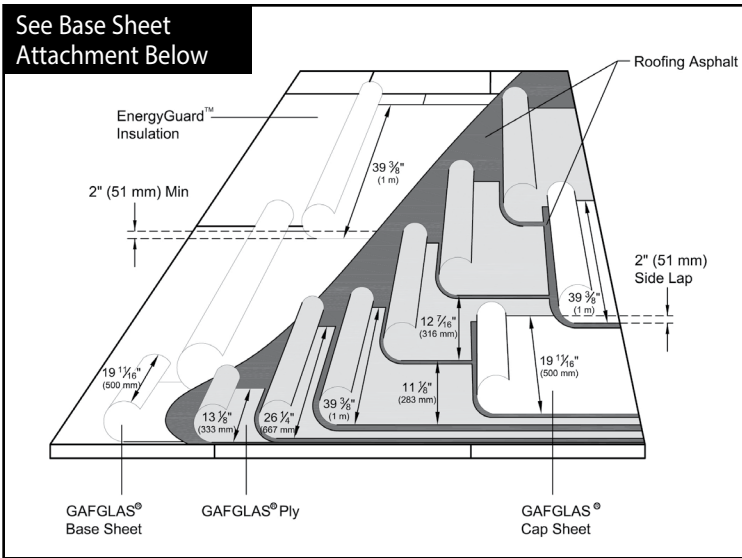 See Base Sheet
Attachment Below
Roofing Asphalt
EnergyGuard™
Insulation
39 ⅜"
(1 m)
2" (51 mm) Min
2" (51 mm)
Side Lap
39 ⅜"
(1 m)
12 ⁷⁄₁₆"
(316 mm)
19 ¹¹⁄₁₆"
(500 mm)
19 ¹¹⁄₁₆"
(500 mm)
11 ⅛"
(283 mm)
13 ⅛"
(333 mm)
26 ¼"
(667 mm)
39 ⅜"
(1 m)
GAFGLAS®
Base Sheet
GAFGLAS® Ply
GAFGLAS ®
Cap Sheet